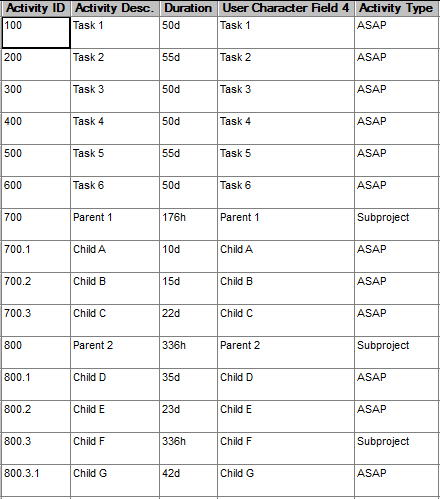 Activity ID Activity Desc. Duration User Character Field 4 Activity Type
100 Task 1 50d Task 1 ASAP
200 Task 2 55d Task 2 ASAP
300 Task 3 50d Task 3 ASAP
400 Task 4 50d Task 4 ASAP
500 Task 5 55d Task 5 ASAP
600 Task 6 50d Task 6 ASAP
700 Parent 1 176h Parent 1 Subproject
700.1 Child A 10d Child A ASAP
700.2 Child B 15d Child B ASAP
700.3 Child C 22d Child C ASAP
800 Parent 2 336h Parent 2 Subproject
800.1 Child D 35d Child D ASAP
800.2 Child E 23d Child E ASAP
800.3 Child F 336h Child F Subproject
800.3.1 Child G 42d Child G ASAP